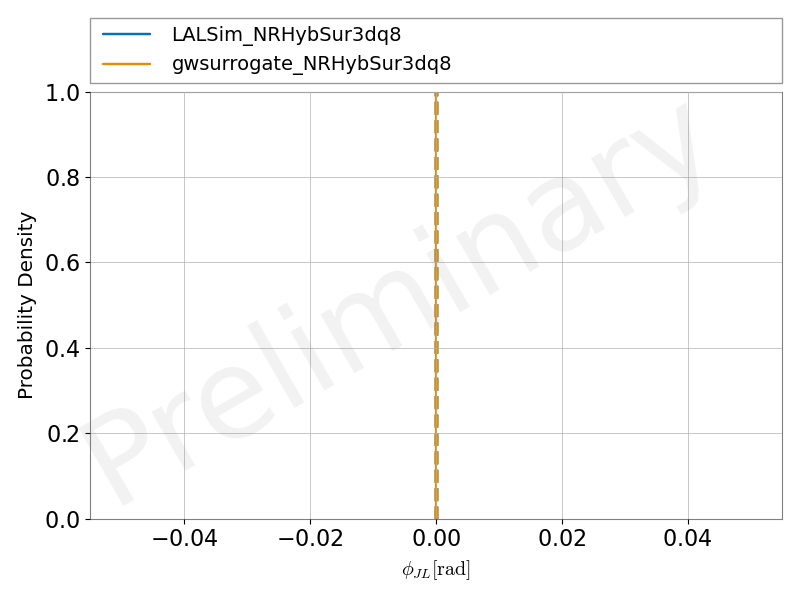 LALSim_NRHybSur3dq8
gwsurrogate_NRHybSur3dq8
1.0
0.8
0.6
0.4
0.2
0.0
Probability Density
Preliminary
−0.04
−0.02
0.00
0.02
0.04
ϕ_{JL}[rad]